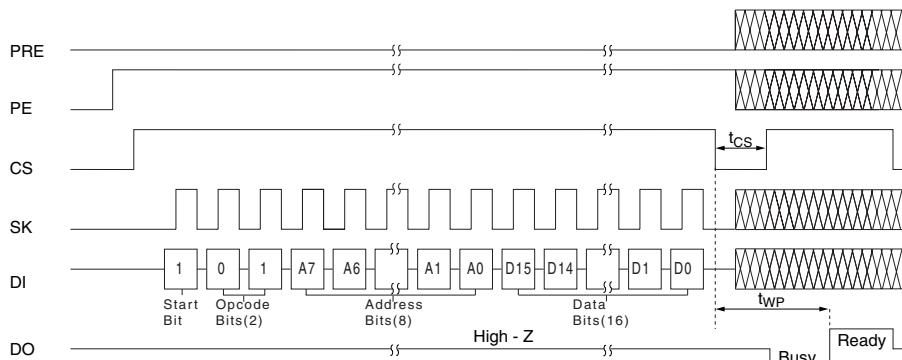 PRE
PE
CS
tCS
SK
DI
1 0 1 A7 A6 A1 A0 D15 D14 D1 D0
Start
Bit
Opcode
Bits(2)
Address
Bits(8)
Data
Bits(16)
tWP
DO
High - Z
Busy
Ready